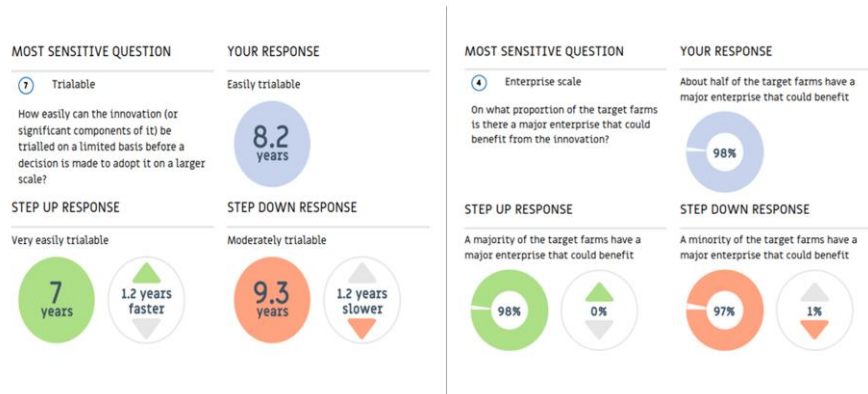 MOST SENSITIVE QUESTION
7 Trialable
How easily can the innovation (or
significant components of it) be
trialled on a limited basis before a
decision is made to adopt it on a larger
scale?
YOUR RESPONSE
Easily trialable
8.2
years
STEP UP RESPONSE
Very easily trialable
7
years
1.2 years
faster
STEP DOWN RESPONSE
Moderately trialable
9.3
years
1.2 years
slower
MOST SENSITIVE QUESTION
4 Enterprise scale
On what proportion of the target farms
is there a major enterprise that could
benefit from the innovation?
YOUR RESPONSE
About half of the target farms have a
major enterprise that could benefit
98%
STEP UP RESPONSE
A majority of the target farms have a
major enterprise that could benefit
98%
0%
STEP DOWN RESPONSE
A minority of the target farms have a
major enterprise that could benefit
97%
1%